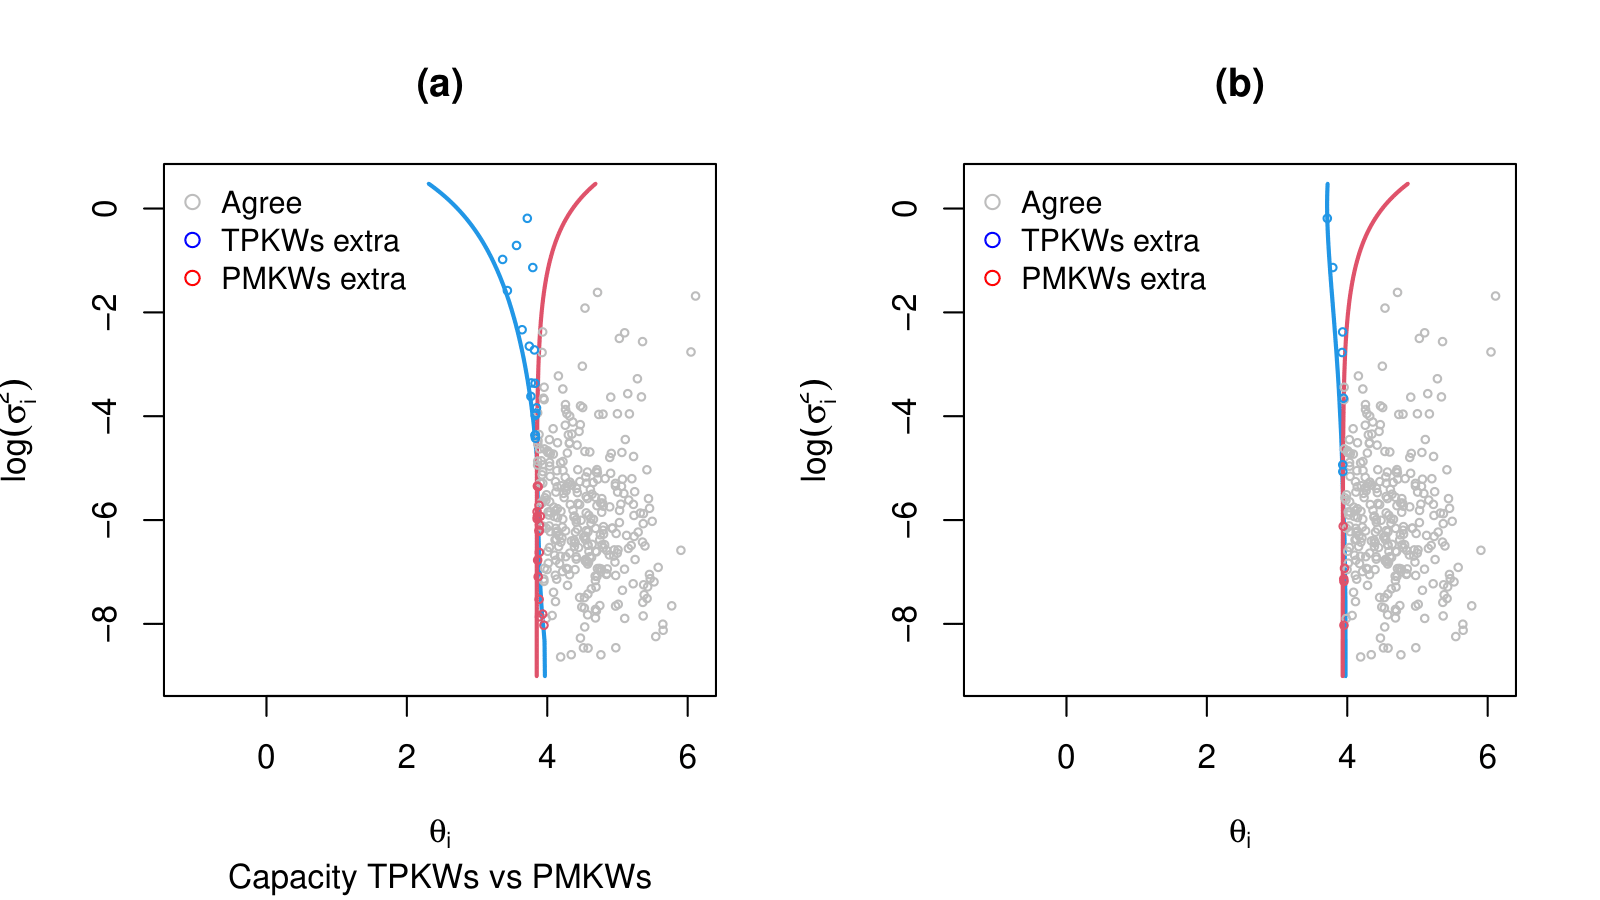 (a)
(b)
Agree
TPKWs extra
PMKWs extra
Agree
TPKWs extra
PMKWs extra
0
−2
−4
−6
−8
0
−2
−4
−6
−8
log(σᵢ²)
log(σᵢ²)
0 2 4 6
0 2 4 6
θᵢ
θᵢ
Capacity TPKWs vs PMKWs